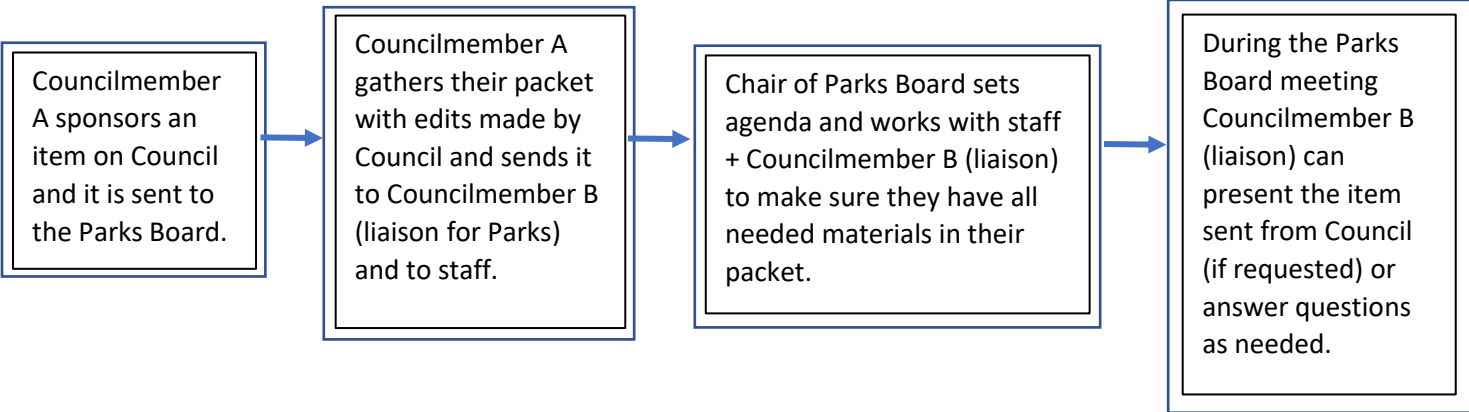 Councilmember
A sponsors an
item on Council
and it is sent to
the Parks Board.
Councilmember A
gathers their packet
with edits made by
Council and sends it
to Councilmember B
(liaison for Parks)
and to staff.
Chair of Parks Board sets
agenda and works with staff
+ Councilmember B (liaison)
to make sure they have all
needed materials in their
packet.
During the Parks
Board meeting
Councilmember B
(liaison) can
present the item
sent from Council
(if requested) or
answer questions
as needed.